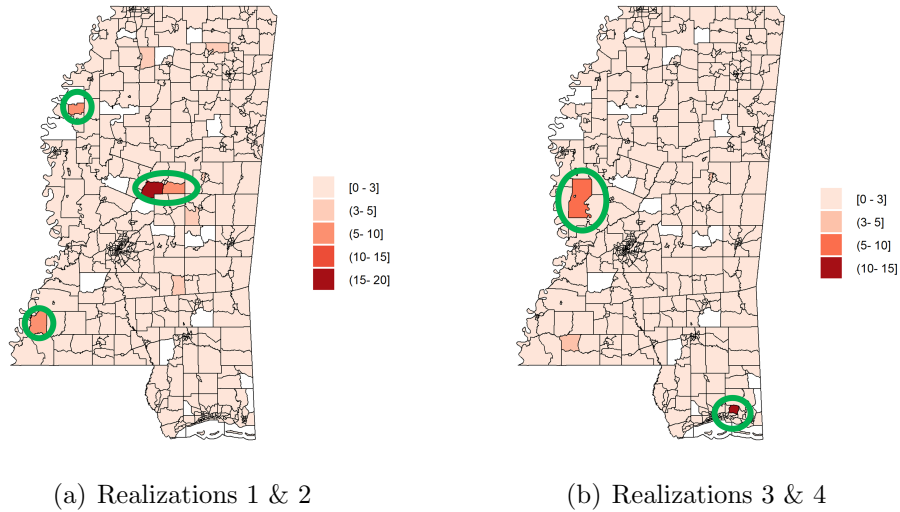 [0 - 3]
(3- 5]
(5- 10]
(10- 15]
(15- 20]
[0 - 3]
(3- 5]
(5- 10]
(10- 15]
(a) Realizations 1 & 2
(b) Realizations 3 & 4